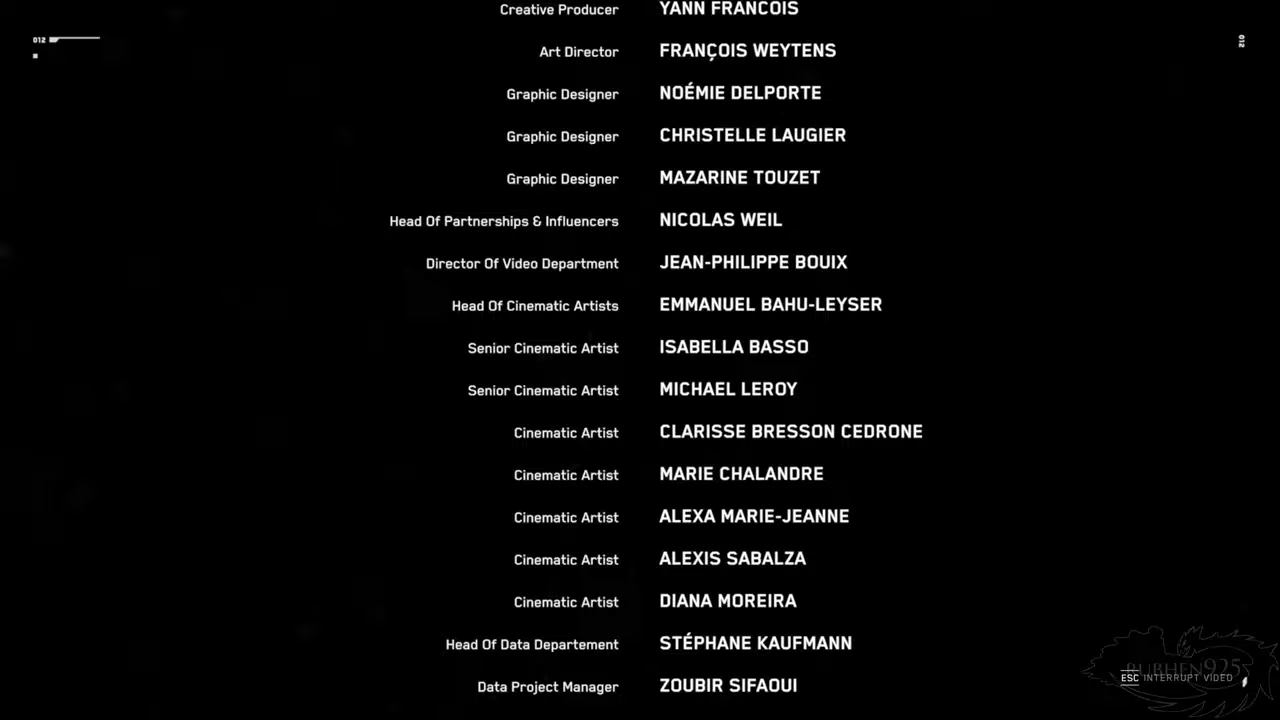 Creative Producer YANN FRANCOIS
012
012
Art Director FRANÇOIS WEYTENS
Graphic Designer NOÉMIE DELPORTE
Graphic Designer CHRISTELLE LAUGIER
Graphic Designer MAZARINE TOUZET
Head Of Partnerships & Influencers NICOLAS WEIL
Director Of Video Department JEAN-PHILIPPE BOUIX
Head Of Cinematic Artists EMMANUEL BAHU-LEYSER
Senior Cinematic Artist ISABELLA BASSO
Senior Cinematic Artist MICHAEL LEROY
Cinematic Artist CLARISSE BRESSON CEDRONE
Cinematic Artist MARIE CHALANDRE
Cinematic Artist ALEXA MARIE-JEANNE
Cinematic Artist ALEXIS SABALZA
Cinematic Artist DIANA MOREIRA
Head Of Data Departement STÉPHANE KAUFMANN
RUBHEN925
ESC INTERRUPT VIDEO
Data Project Manager ZOUBIR SIFAOUI